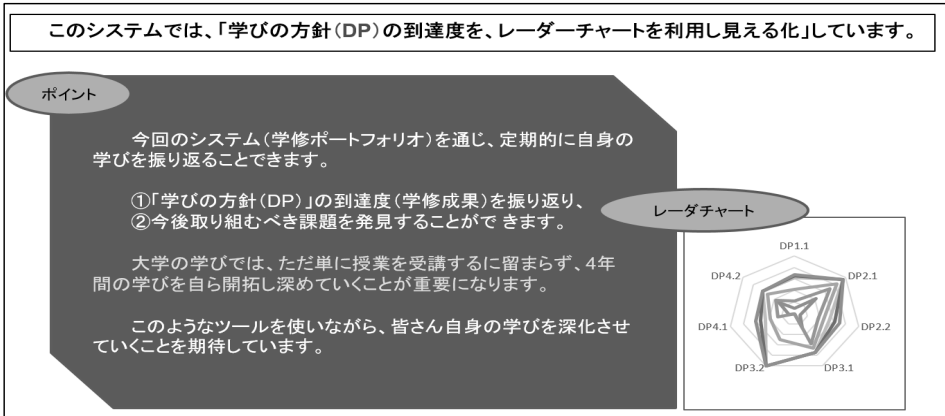 このシステムでは、「学びの方針(DP)の到達度を、レーダーチャートを利用し見える化」しています。
ポイント
今回のシステム(学修ポートフォリオ)を通じ、定期的に自身の
学びを振り返ることできます。
①「学びの方針(DP)」の到達度(学修成果)を振り返り、
②今後取り組むべき課題を発見することがで きます。
大学の学びでは、ただ単に授業を受講するに留まらず、4年
間の学びを自ら開拓し深めていくことが重要になります。
このようなツールを使いながら、皆さん自身の学びを深化させ
ていくことを期待しています。
レーダチャート
DP1.1
DP2.1
DP2.2
DP3.1
DP3.2
DP4.1
DP4.2